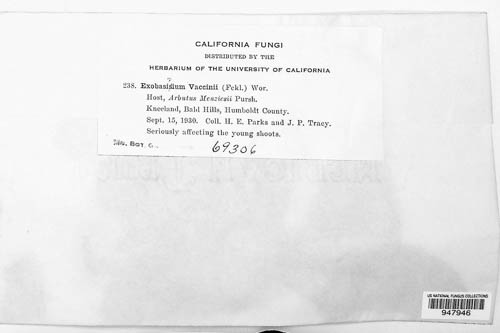 CALIFORNIA FUNGI
DISTRIBUTED BY THE
HERBARIUM OF THE UNIVERSITY OF CALIFORNIA
238. Exobasidium Vaccinii (Fckl.) Wor.
Host, Arbutus Menziesii Pursh.
Kneeland, Bald Hills, Humboldt County.
Sept. 15, 1930. Coll. H. E. Parks and J. P. Tracy.
Seriously affecting the young shoots.
69306
US NATIONAL FUNGUS COLLECTIONS
947946